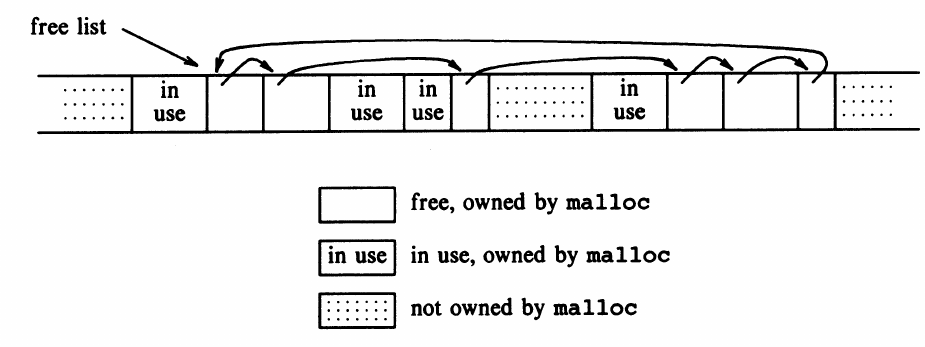 free list
in
use
in
use
in
use
in
use
free, owned by malloc
in use
in use, owned by malloc
not owned by malloc